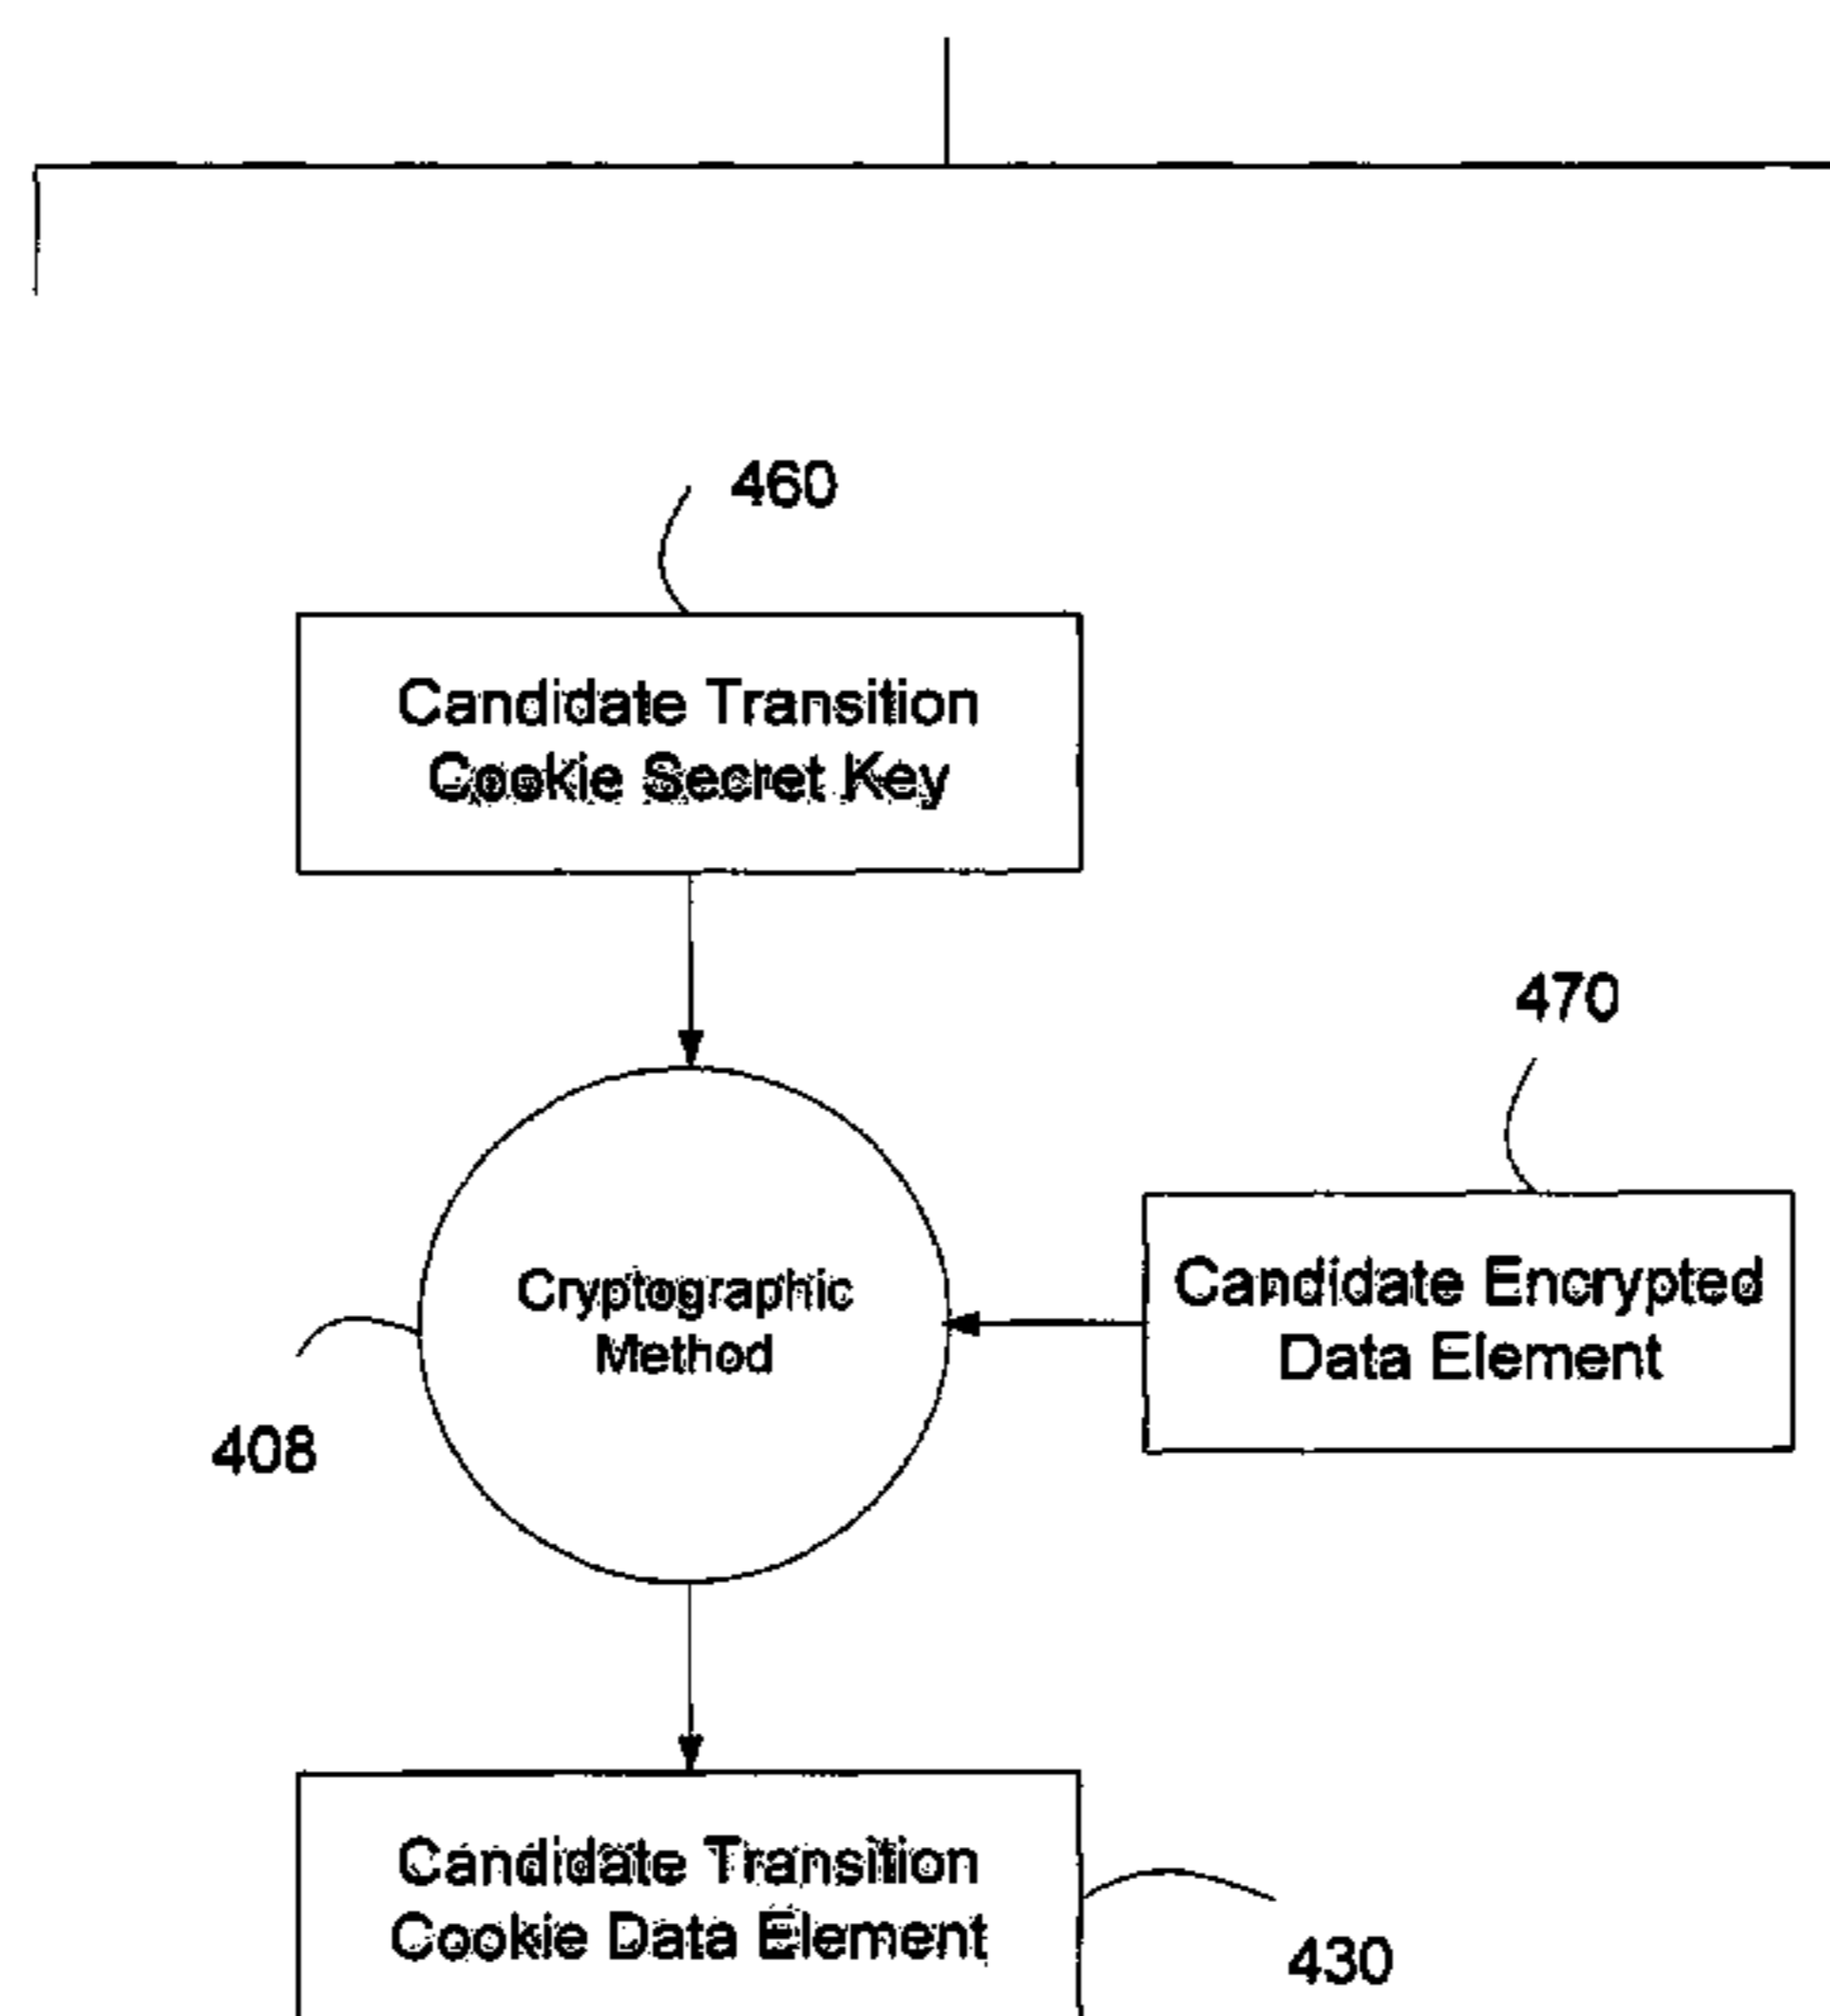 460
Candidate Transition
Cookie Secret Key
470
Candidate Encrypted
Data Element
Cryptographic
Method
408
Candidate Transition
Cookie Data Element
430